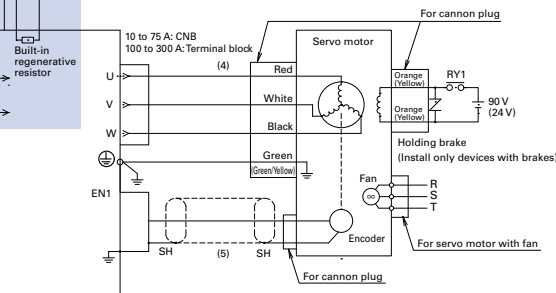 For cannon plug
10 to 75 A: CNB
100 to 300 A: Terminal block
Servo motor
Built-in
regenerative
resistor
(4)
Red
Orange
(Yellow)
RY1
U
V
White
Orange
(Yellow)
90 V
(24 V)
W
Black
Holding brake
(Install only devices with brakes)
Green
(Green/Yellow)
EN1
Fan
R
S
T
Encoder
For servo motor with fan
SH
(5)
SH
For cannon plug